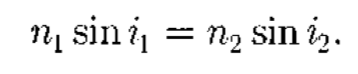 n₁ sin i₁ = n₂ sin i₂.